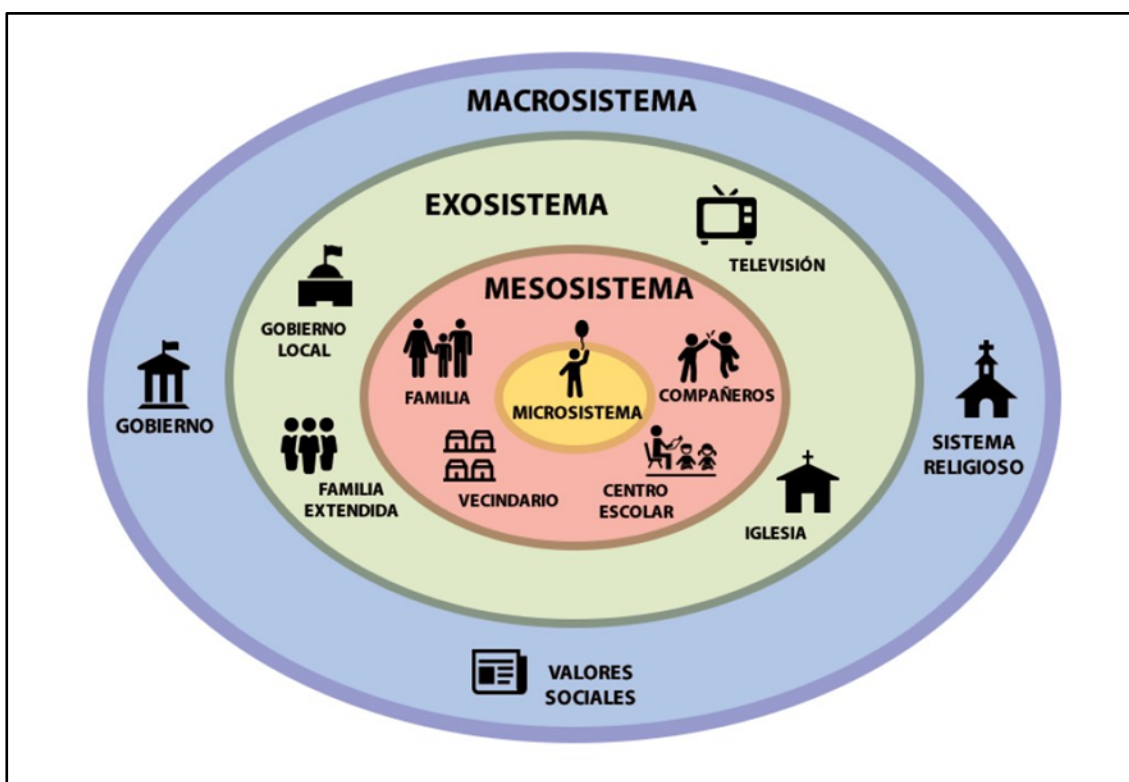 MACROSISTEMA
EXOSISTEMA
TELEVISIÓN
MESOSISTEMA
GOBIERNO
LOCAL
FAMILIA
COMPAÑEROS
MICROSISTEMA
GOBIERNO
SISTEMA
RELIGIOSO
FAMILIA
EXTENDIDA
VECINDARIO
CENTRO
ESCOLAR
IGLESIA
VALORES
SOCIALES